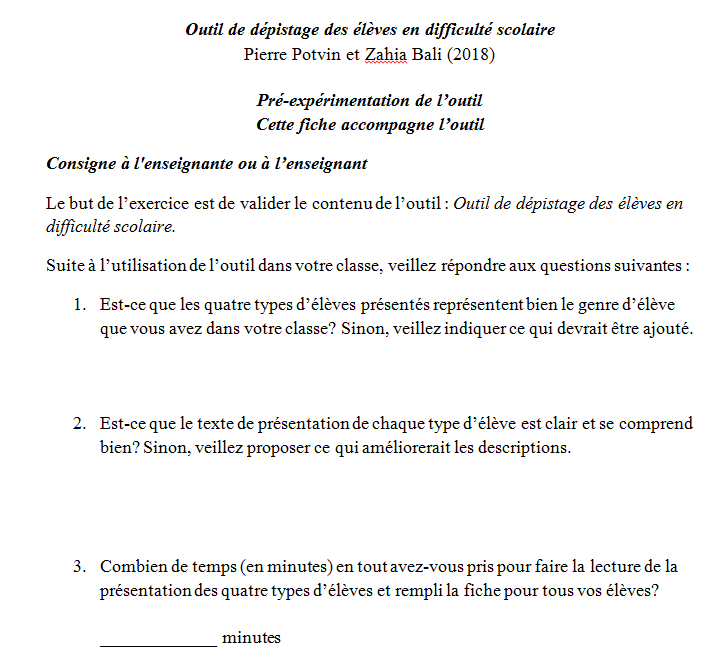 Outil de dépistage des élèves en difficulté scolaire
Pierre Potvin et Zahia Bali (2018)
Pré-expérimentation de l’outil
Cette fiche accompagne l’outil
Consigne à l'enseignante ou à l’enseignant
Le but de l’exercice est de valider le contenu de l’outil : Outil de dépistage des élèves en
difficulté scolaire.
Suite à l’utilisation de l’outil dans votre classe, veillez répondre aux questions suivantes :
1. Est-ce que les quatre types d’élèves présentés représentent bien le genre d’élève
que vous avez dans votre classe? Sinon, veillez indiquer ce qui devrait être ajouté.
2. Est-ce que le texte de présentation de chaque type d’élève est clair et se comprend
bien? Sinon, veillez proposer ce qui améliorerait les descriptions.
3. Combien de temps (en minutes) en tout avez-vous pris pour faire la lecture de la
présentation des quatre types d’élèves et rempli la fiche pour tous vos élèves?
_____________ minutes